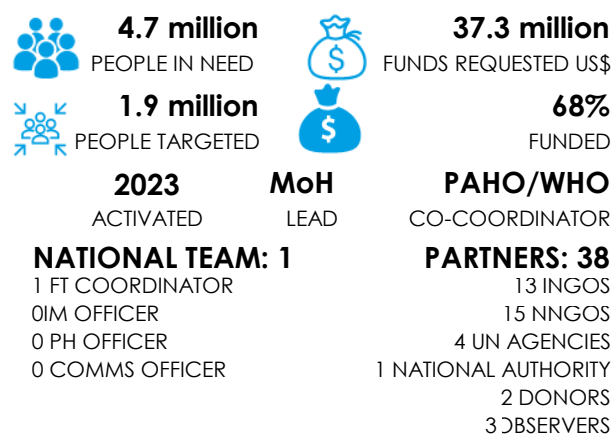 4.7 million
PEOPLE IN NEED
37.3 million
FUNDS REQUESTED US$
1.9 million
PEOPLE TARGETED
$
$
68%
FUNDED
2023
ACTIVATED
MoH
LEAD
PAHO/WHO
CO-COORDINATOR
NATIONAL TEAM: 1
1 FT COORDINATOR
0IM OFFICER
0 PH OFFICER
0 COMMS OFFICER
PARTNERS: 38
13 INGOS
15 NNGOS
4 UN AGENCIES
1 NATIONAL AUTHORITY
2 DONORS
3 OBSERVERS